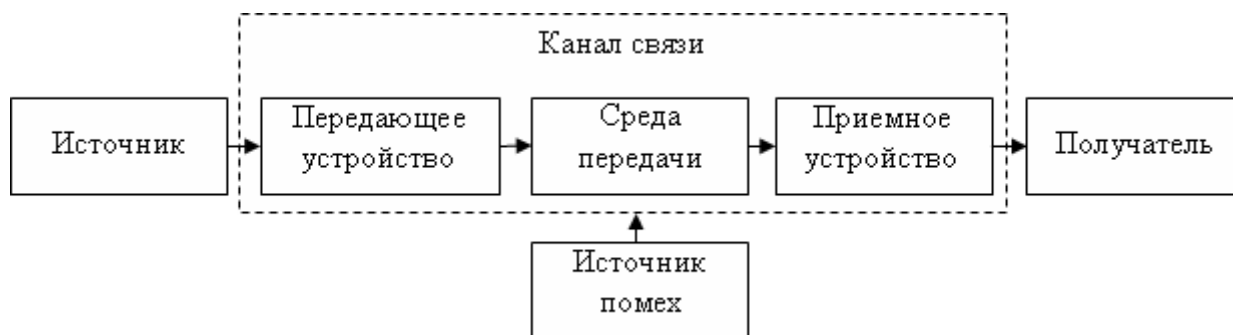 Канал связи
Источник
Передающее
устройство
Среда
передачи
Приемное
устройство
Получатель
Источник
помех